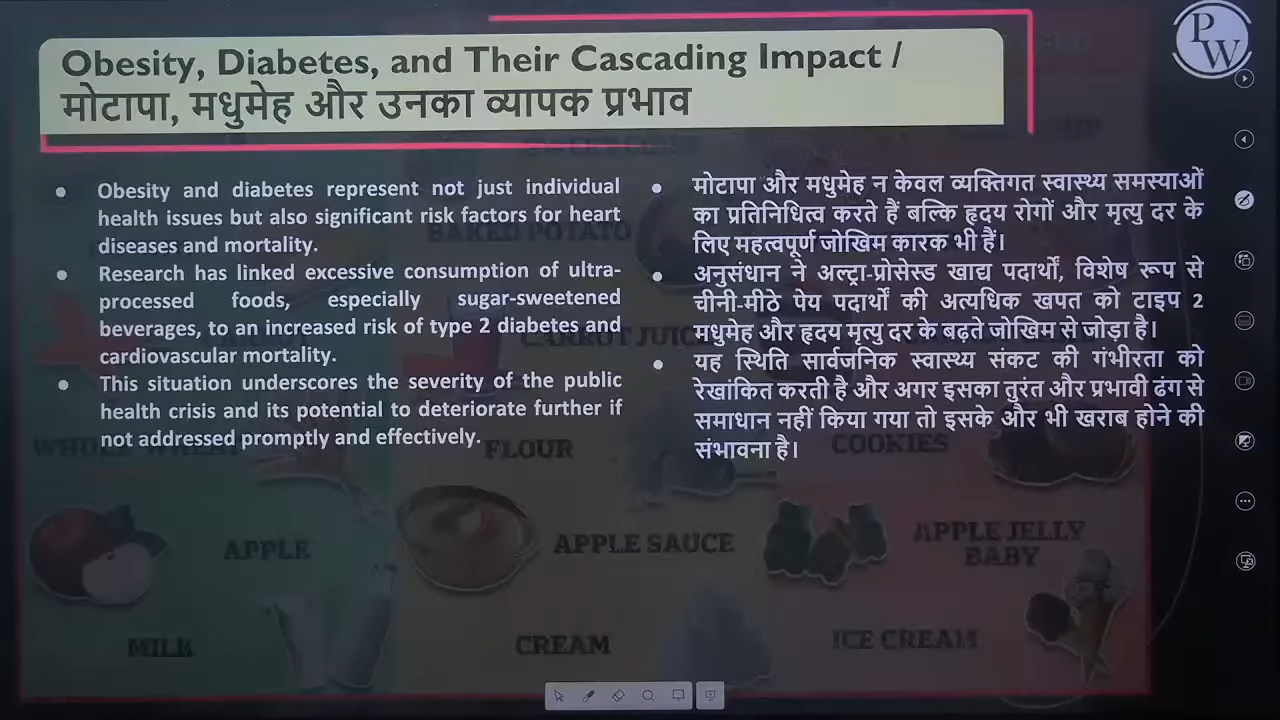 PW
Obesity, Diabetes, and Their Cascading Impact /
मोटापा, मधुमेह और उनका व्यापक प्रभाव
Obesity and diabetes represent not just individual
health issues but also significant risk factors for heart
diseases and mortality.
Research has linked excessive consumption of ultra-
processed foods, especially sugar-sweetened
beverages, to an increased risk of type 2 diabetes and
cardiovascular mortality.
This situation underscores the severity of the public
health crisis and its potential to deteriorate further if
not addressed promptly and effectively.
मोटापा और मधुमेह न केवल व्यक्तिगत स्वास्थ्य समस्याओं
का प्रतिनिधित्व करते हैं बल्कि हृदय रोगों और मृत्यु दर के
लिए महत्वपूर्ण जोखिम कारक भी हैं।
अनुसंधान ने अल्ट्रा-प्रोसेस्ड खाद्य पदार्थों, विशेष रूप से
चीनी-मीठे पेय पदार्थों की अत्यधिक खपत को टाइप 2
मधुमेह और हृदय मृत्यु दर के बढ़ते जोखिम से जोड़ा है।
यह स्थिति सार्वजनिक स्वास्थ्य संकट की गंभीरता को
रेखांकित करती है और अगर इसका तुरंत और प्रभावी ढंग से
समाधान नहीं किया गया तो इसके और भी खराब होने की
संभावना है।
BAKED POTATO
CARROT JUICE
WHOLE WHEAT
FLOUR
COOKIES
APPLE
APPLE SAUCE
APPLE JELLY
BABY
MILK
CREAM
ICE CREAM